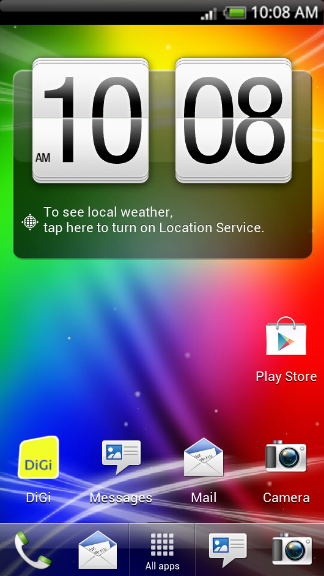 10:08 AM
AM 10 08
To see local weather,
tap here to turn on Location Service.
Play Store
DiGi
DiGi Messages Mail Camera
All apps